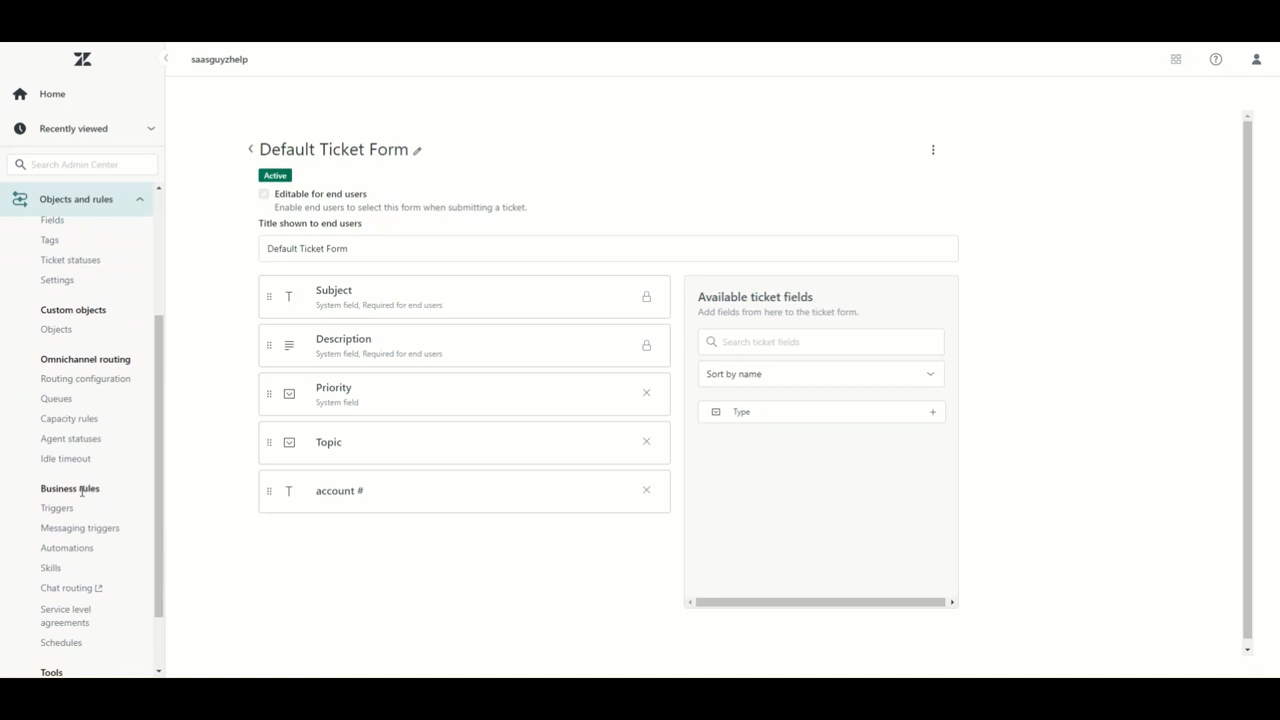 saasguyzhelp
Home
Recently viewed
Search Admin Center
Objects and rules
Fields
Tags
Ticket statuses
Settings
Custom objects
Objects
Omnichannel routing
Routing configuration
Queues
Capacity rules
Agent statuses
Idle timeout
Business rules
Triggers
Messaging triggers
Automations
Skills
Chat routing
Service level
agreements
Schedules
Tools
Default Ticket Form
Active
Editable for end users
Enable end users to select this form when submitting a ticket.
Title shown to end users
Default Ticket Form
Subject
System field, Required for end users
Description
System field, Required for end users
Priority
System field
Topic
account #
Available ticket fields
Add fields from here to the ticket form.
Search ticket fields
Sort by name
Type